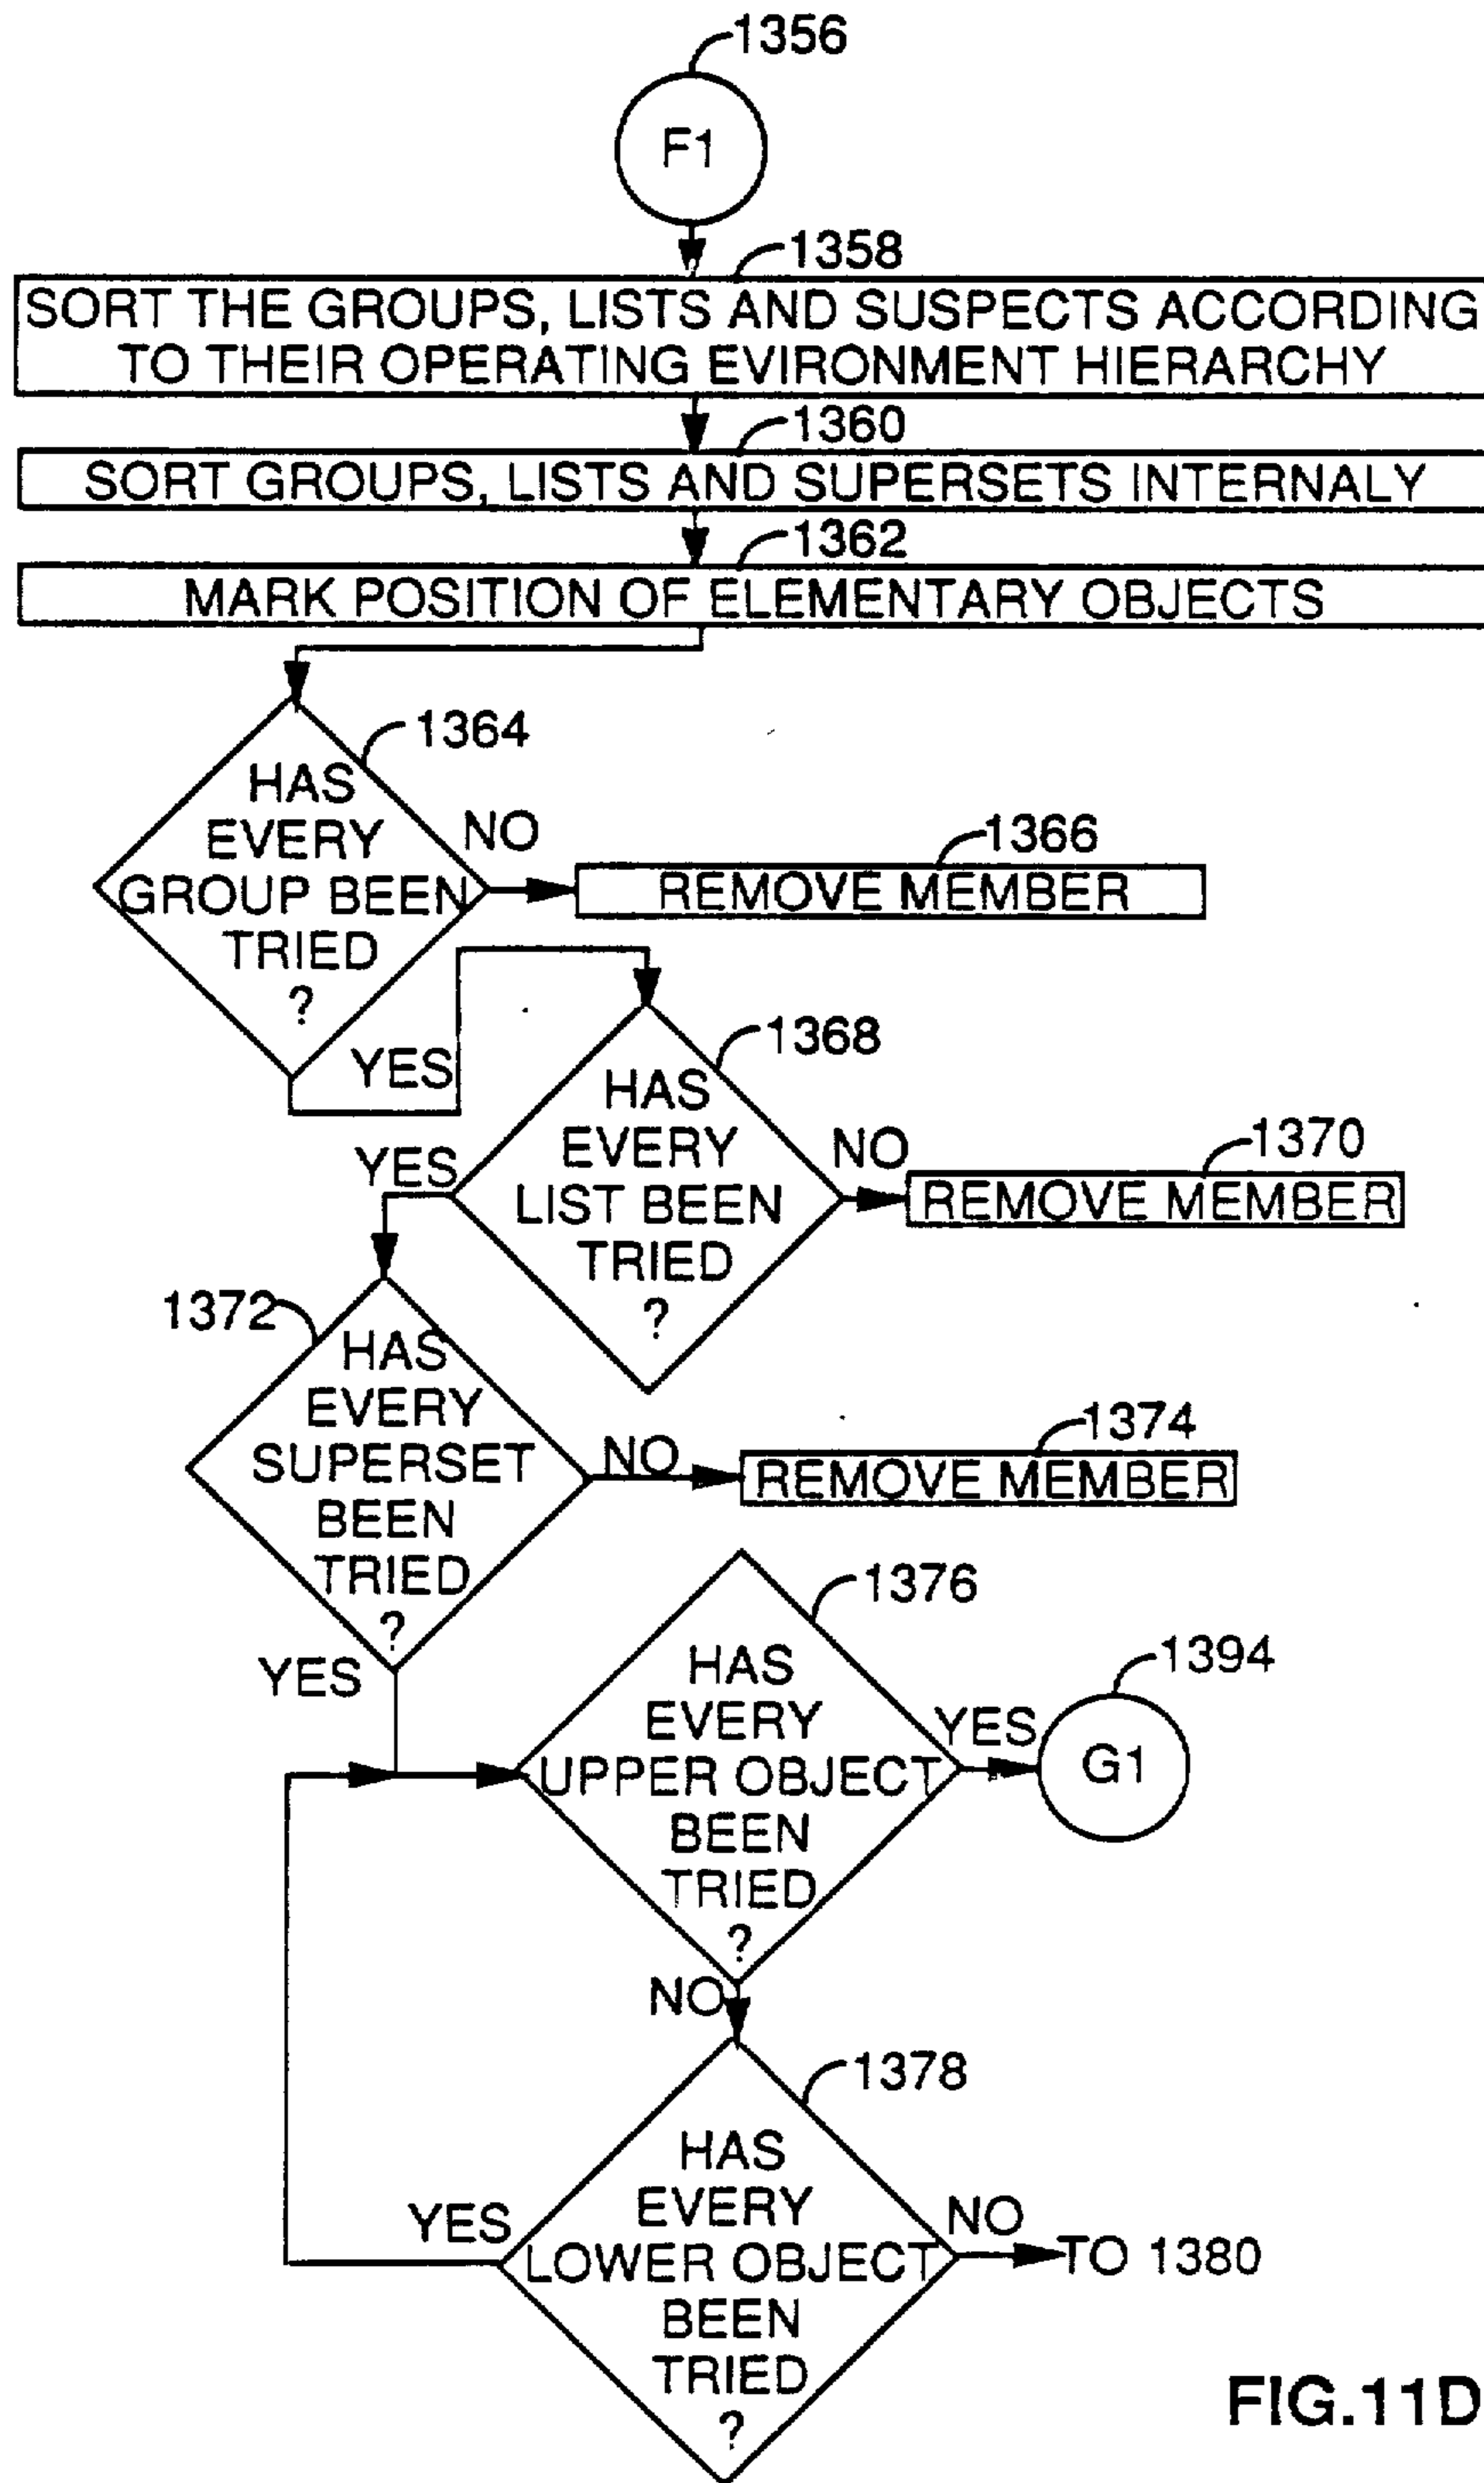 1356
F1
1358
SORT THE GROUPS, LISTS AND SUSPECTS ACCORDING
TO THEIR OPERATING EVIRONMENT HIERARCHY
1360
SORT GROUPS, LISTS AND SUPERSETS INTERNALY
1362
MARK POSITION OF ELEMENTARY OBJECTS
1364
HAS
EVERY
GROUP BEEN
TRIED
?
NO
1366
REMOVE MEMBER
YES
1368
HAS
EVERY
LIST BEEN
TRIED
?
NO
1370
REMOVE MEMBER
YES
1372
HAS
EVERY
SUPERSET
BEEN
TRIED
?
NO
1374
REMOVE MEMBER
YES
1376
HAS
EVERY
UPPER OBJECT
BEEN
TRIED
?
YES
1394
G1
NO
1378
HAS
EVERY
LOWER OBJECT
BEEN
TRIED
?
YES
NO
TO 1380
FIG.11D